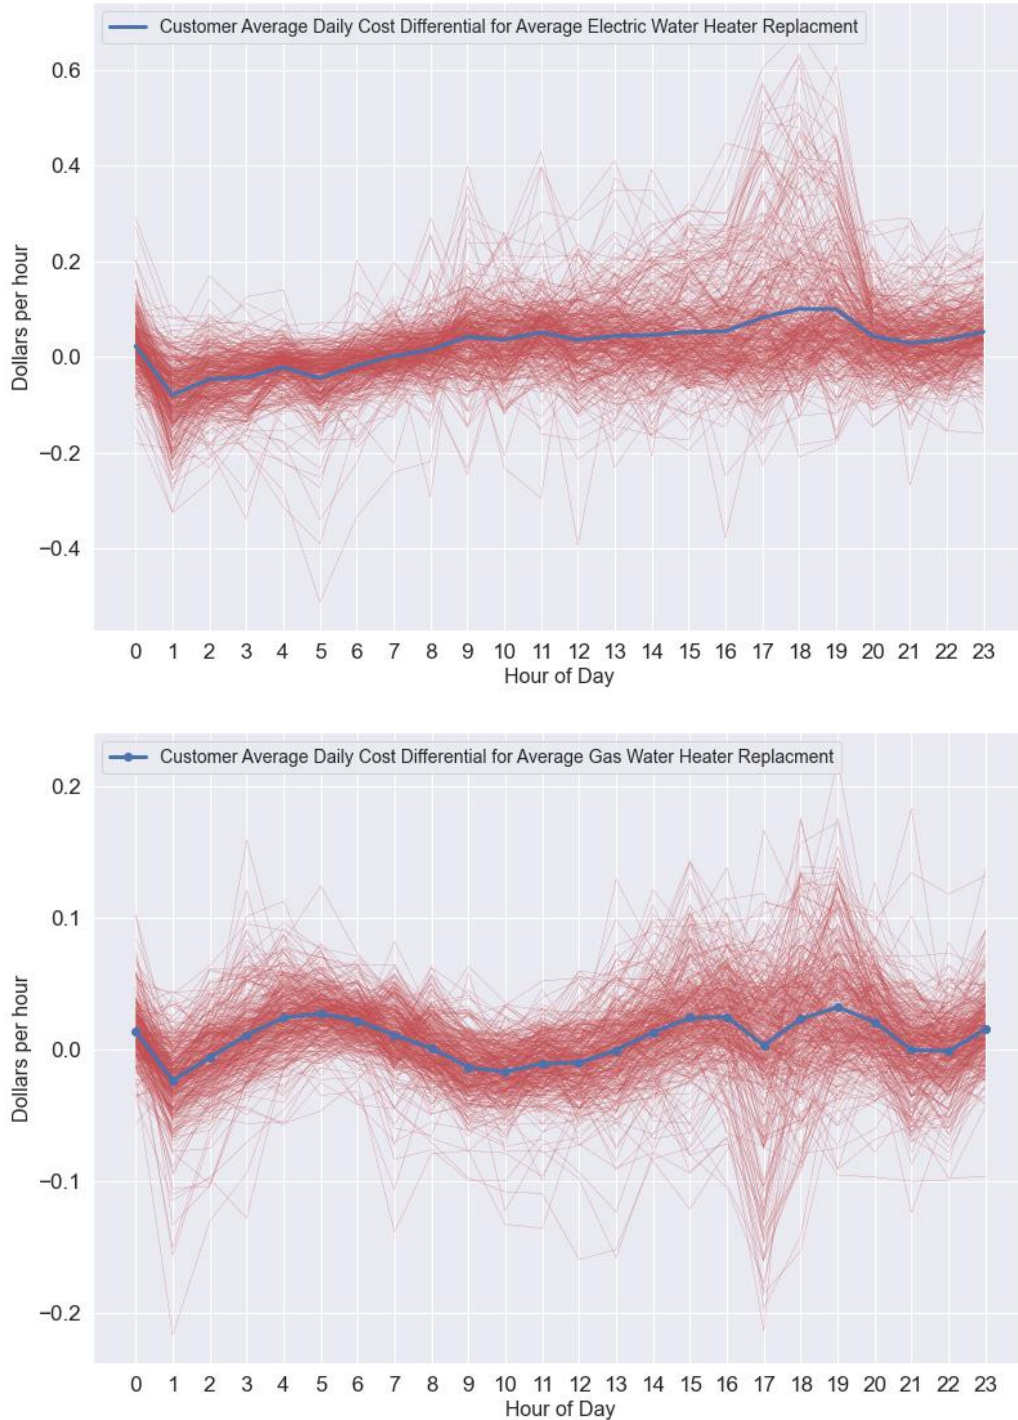 Customer Average Daily Cost Differential for Average Electric Water Heater Replacment
0.6
0.4
0.2
0.0
−0.2
−0.4
Dollars per hour
0 1 2 3 4 5 6 7 8 9 10 11 12 13 14 15 16 17 18 19 20 21 22 23
Hour of Day
Customer Average Daily Cost Differential for Average Gas Water Heater Replacment
0.2
0.1
0.0
−0.1
−0.2
Dollars per hour
0 1 2 3 4 5 6 7 8 9 10 11 12 13 14 15 16 17 18 19 20 21 22 23
Hour of Day